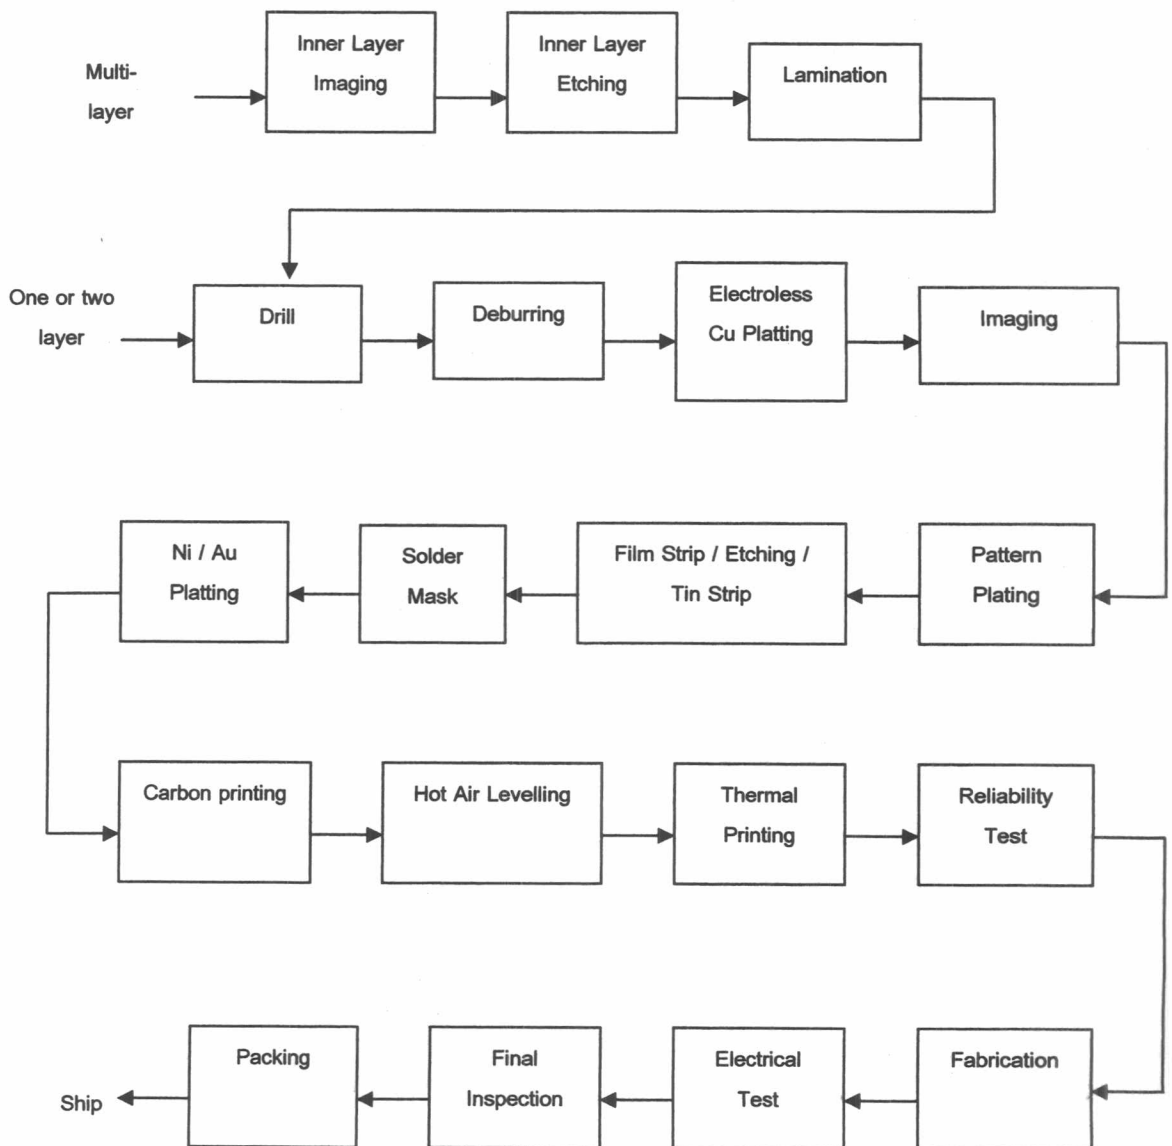 Multi-
layer
Inner Layer
Imaging
Inner Layer
Etching
Lamination
One or two
layer
Drill
Deburring
Electroless
Cu Platting
Imaging
Ni / Au
Platting
Solder
Mask
Film Strip / Etching /
Tin Strip
Pattern
Plating
Carbon printing
Hot Air Levelling
Thermal
Printing
Reliability
Test
Ship
Packing
Final
Inspection
Electrical
Test
Fabrication